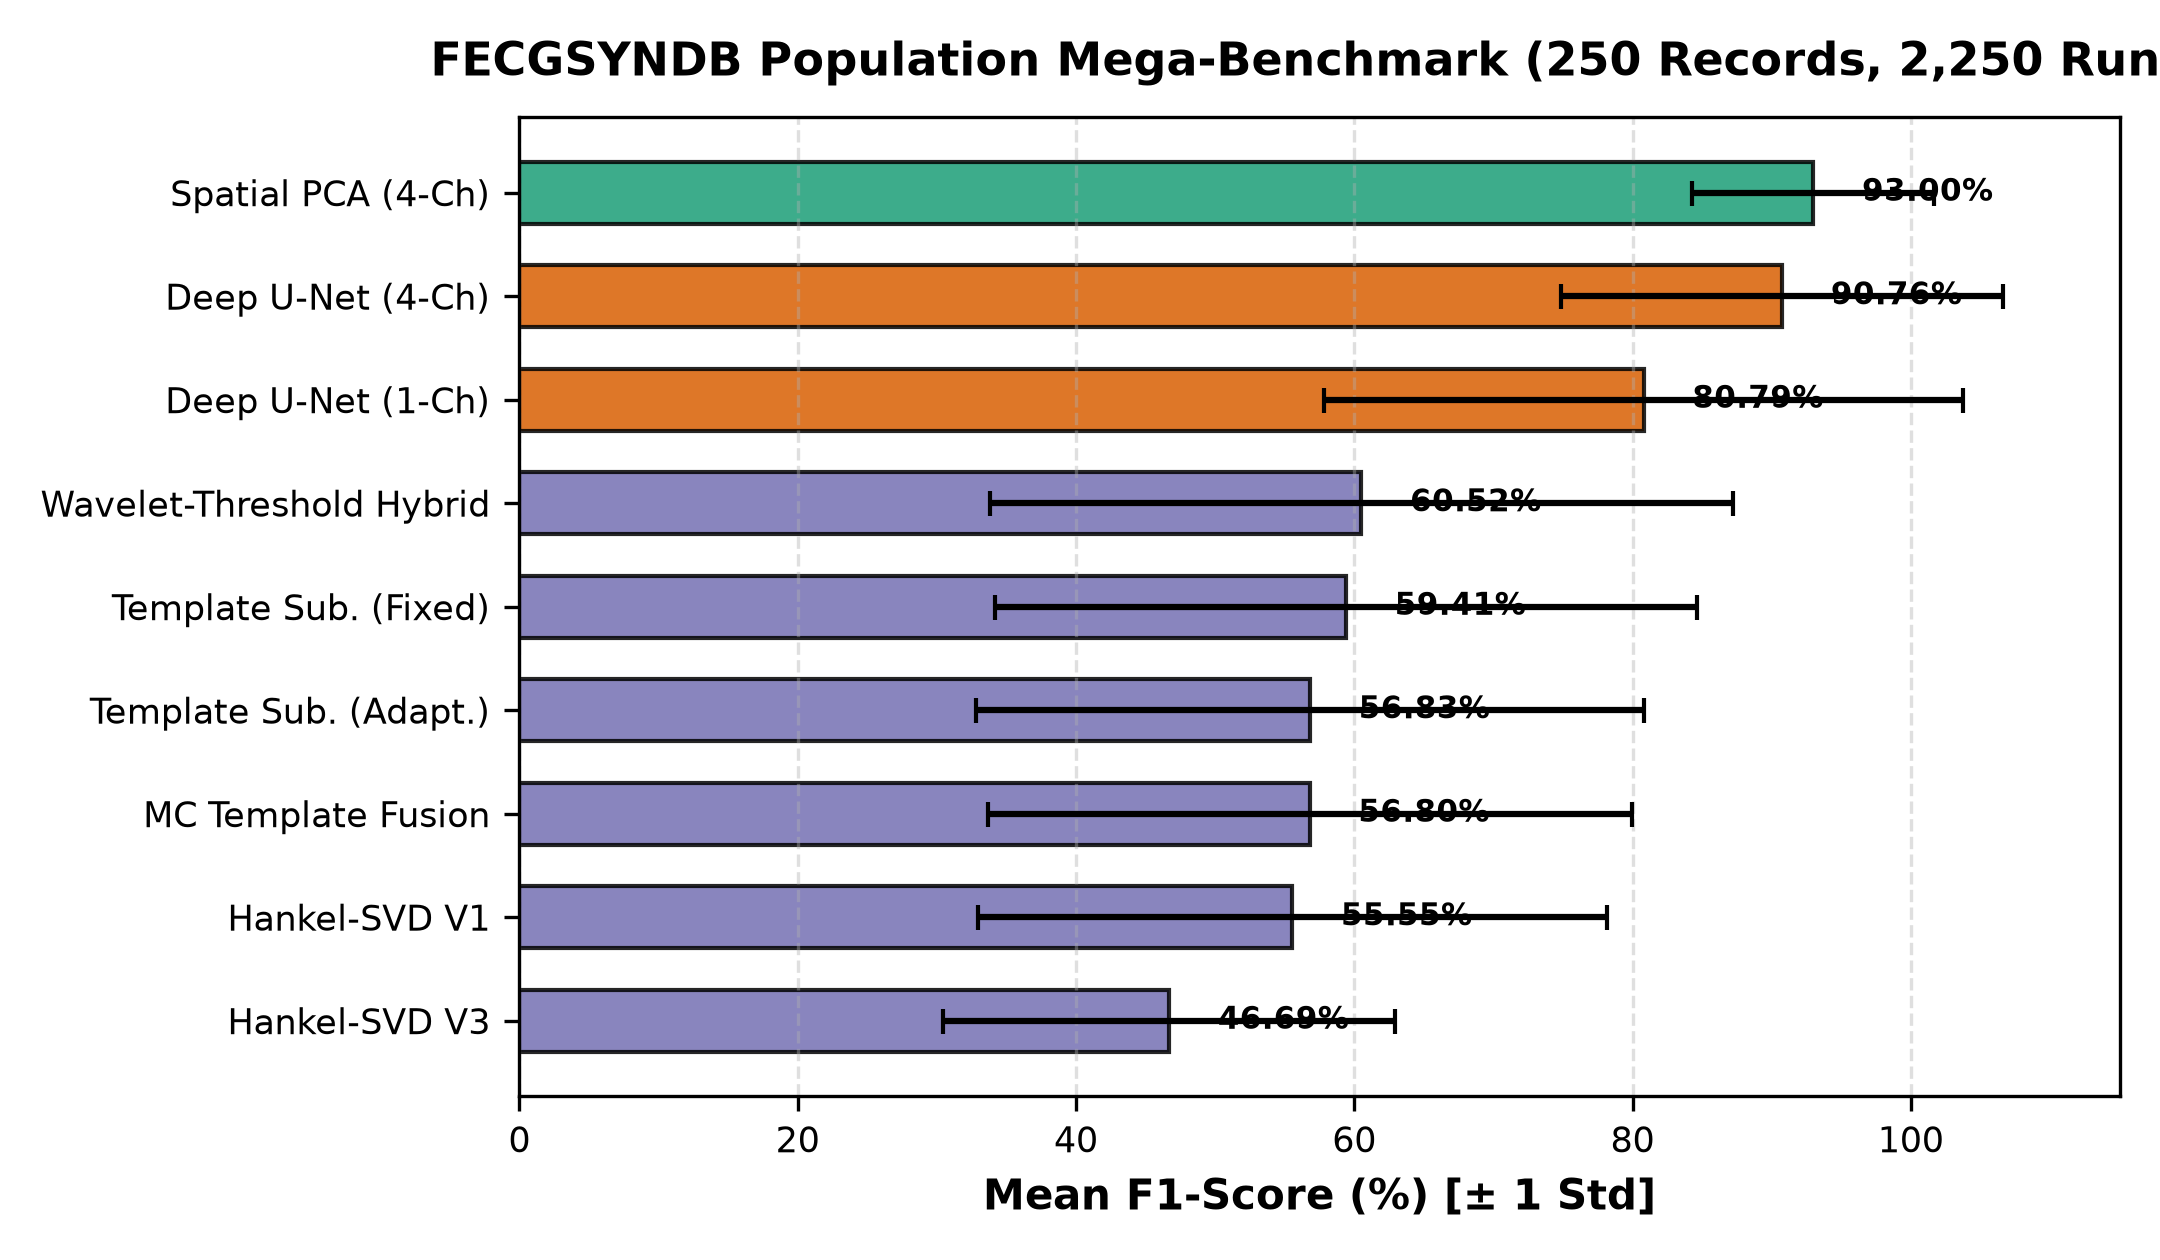 FECGSYNDB Population Mega-Benchmark (250 Records, 2,250 Run
Spatial PCA (4-Ch)
93.00%
Deep U-Net (4-Ch)
90.76%
Deep U-Net (1-Ch)
80.79%
Wavelet-Threshold Hybrid
60.52%
Template Sub. (Fixed)
59.41%
Template Sub. (Adapt.)
56.83%
MC Template Fusion
56.80%
Hankel-SVD V1
55.55%
Hankel-SVD V3
46.69%
0 20 40 60 80 100
Mean F1-Score (%) [± 1 Std]